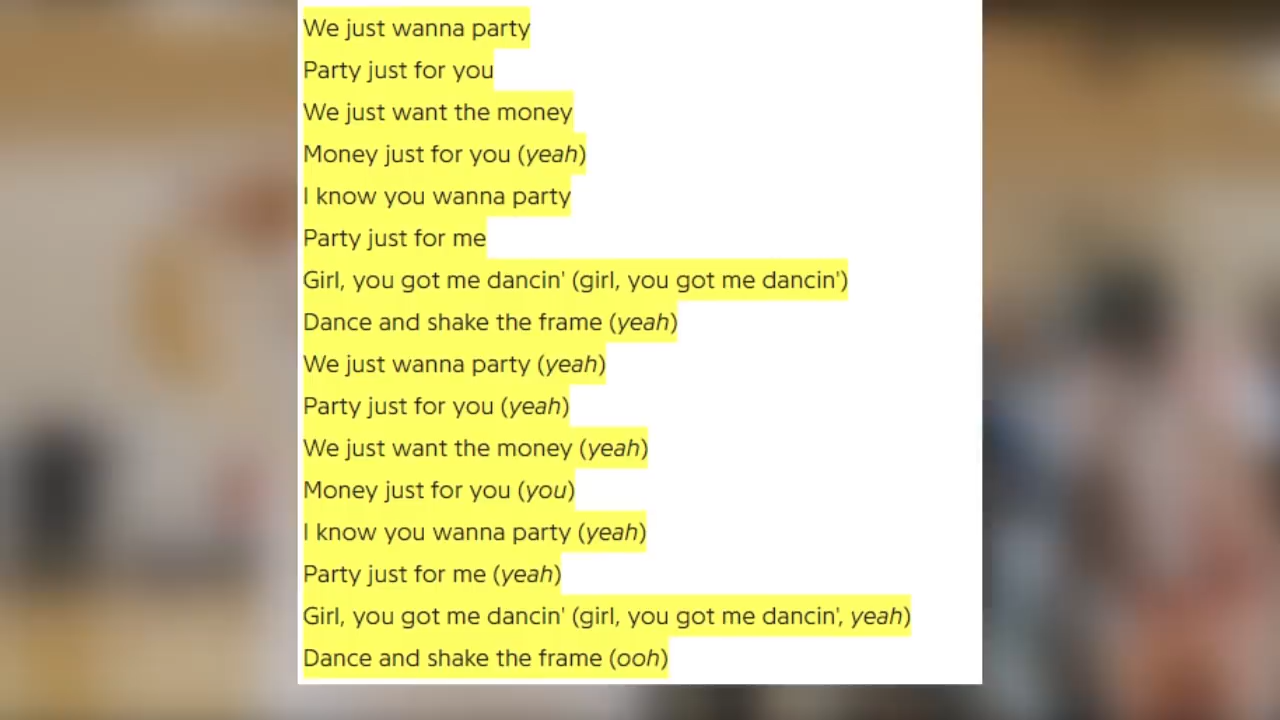 We just wanna party
Party just for you
We just want the money
Money just for you (yeah)
I know you wanna party
Party just for me
Girl, you got me dancin' (girl, you got me dancin')
Dance and shake the frame (yeah)
We just wanna party (yeah)
Party just for you (yeah)
We just want the money (yeah)
Money just for you (you)
I know you wanna party (yeah)
Party just for me (yeah)
Girl, you got me dancin' (girl, you got me dancin', yeah)
Dance and shake the frame (ooh)